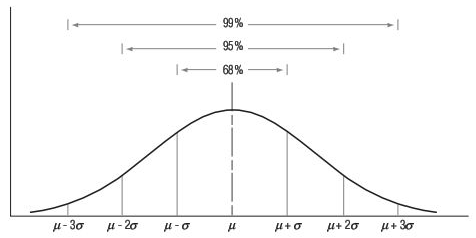 99%
95%
68%
μ - 3σ μ - 2σ μ - σ μ μ + σ μ + 2σ μ + 3σ